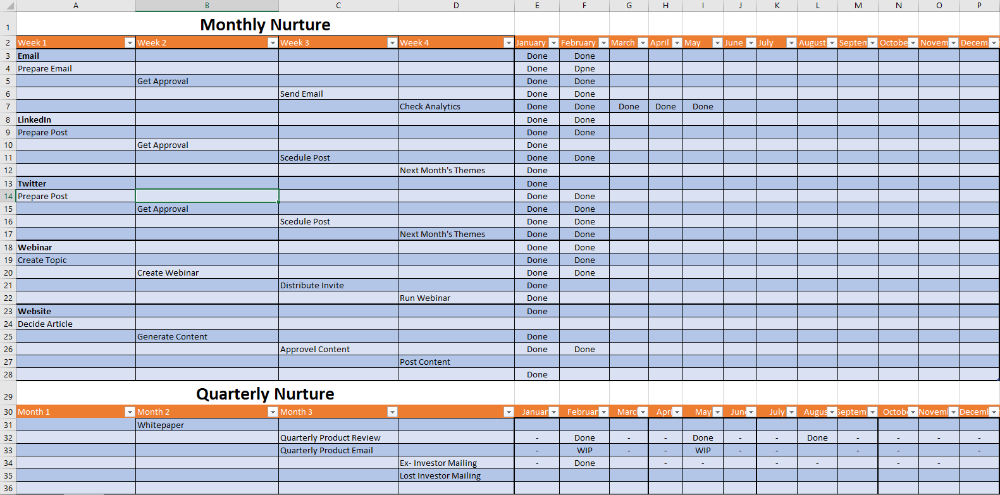 A B C D E F G H I J K L M N O P
1 Monthly Nurture
2 Week 1 Week 2 Week 3 Week 4 January February March April May June July August Septem Octobe Novem Decem
3 Email Done Done
4 Prepare Email Done Dpne
5 Get Approval Done Done
6 Send Email Done Done
7 Check Analytics Done Done Done Done Done
8 LinkedIn Done Done
9 Prepare Post Done Done
10 Get Approval Done
11 Scedule Post Done Done
12 Next Month's Themes Done
13 Twitter Done
14 Prepare Post Done Done
15 Get Approval Done Done
16 Scedule Post Done Done
17 Next Month's Themes Done Done
18 Webinar Done Done
19 Create Topic Done Done
20 Create Webinar Done Done
21 Distribute Invite Done
22 Run Webinar Done
23 Website Done
24 Decide Article
25 Generate Content Done
26 Approvel Content Done Done
27 Post Content
28 Done
29 Quarterly Nurture
30 Month 1 Month 2 Month 3 Januar Februar Marc Apri May Jun July Augus Septem Octob Novem Decem
31 Whitepaper
32 Quarterly Product Review - Done - - Done - - Done - - - -
33 Quarterly Product Email - WIP - - WIP - - - - - -
34 Ex- Investor Mailing - Done - - - - - -
35 Lost Investor Mailing
36